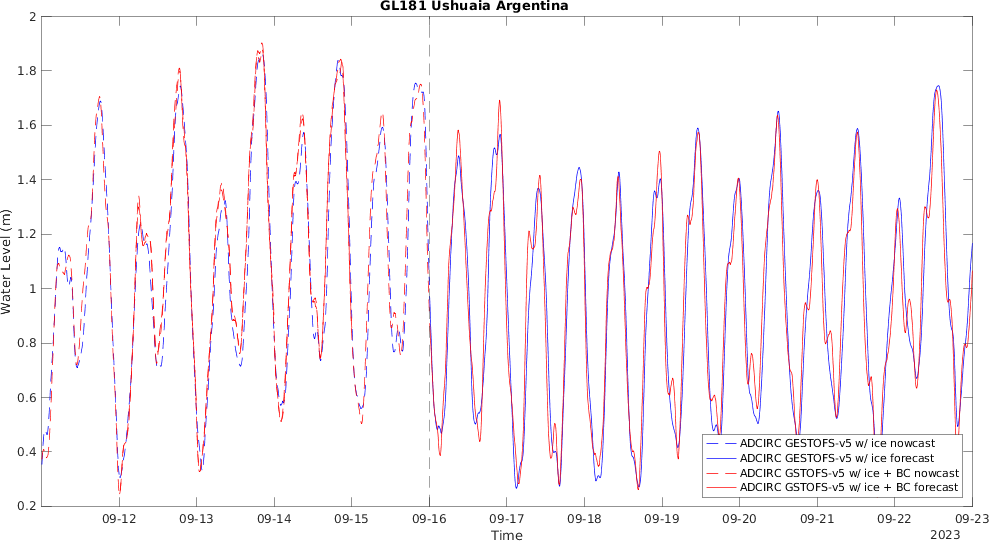 GL181 Ushuaia Argentina
2
1.8
1.6
1.4
1.2
1
0.8
0.6
0.4
0.2
Water Level (m)
ADCIRC GESTOFS-v5 w/ ice nowcast
ADCIRC GESTOFS-v5 w/ ice forecast
ADCIRC GSTOFS-v5 w/ ice + BC nowcast
ADCIRC GSTOFS-v5 w/ ice + BC forecast
09-12 09-13 09-14 09-15 09-16 09-17 09-18 09-19 09-20 09-21 09-22 09-23
2023
Time